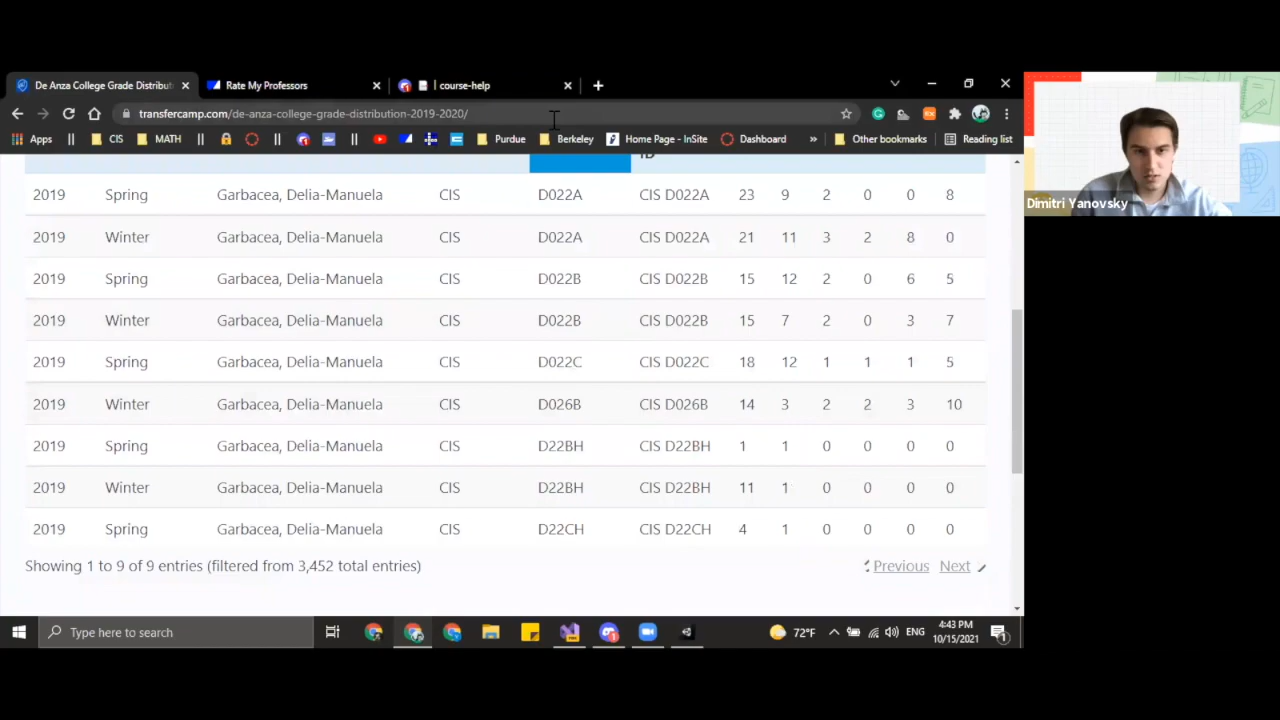 De Anza College Grade Distribut
Rate My Professors
| course-help
transfercamp.com/de-anza-college-grade-distribution-2019-2020/
Apps || CIS MATH || || Purdue Berkeley Home Page - InSite Dashboard » Other bookmarks Reading list
ID
2019 Spring Garbacea, Delia-Manuela CIS D022A CIS D022A 23 9 2 0 0 8
2019 Winter Garbacea, Delia-Manuela CIS D022A CIS D022A 21 11 3 2 8 0
2019 Spring Garbacea, Delia-Manuela CIS D022B CIS D022B 15 12 2 0 6 5
2019 Winter Garbacea, Delia-Manuela CIS D022B CIS D022B 15 7 2 0 3 7
2019 Spring Garbacea, Delia-Manuela CIS D022C CIS D022C 18 12 1 1 1 5
2019 Winter Garbacea, Delia-Manuela CIS D026B CIS D026B 14 3 2 2 3 10
2019 Spring Garbacea, Delia-Manuela CIS D22BH CIS D22BH 1 1 0 0 0 0
2019 Winter Garbacea, Delia-Manuela CIS D22BH CIS D22BH 11 1 0 0 0 0
2019 Spring Garbacea, Delia-Manuela CIS D22CH CIS D22CH 4 1 0 0 0 0
Showing 1 to 9 of 9 entries (filtered from 3,452 total entries)
Previous Next
Type here to search
72°F
ENG
4:43 PM
10/15/2021
1
Dimitri Yanovsky